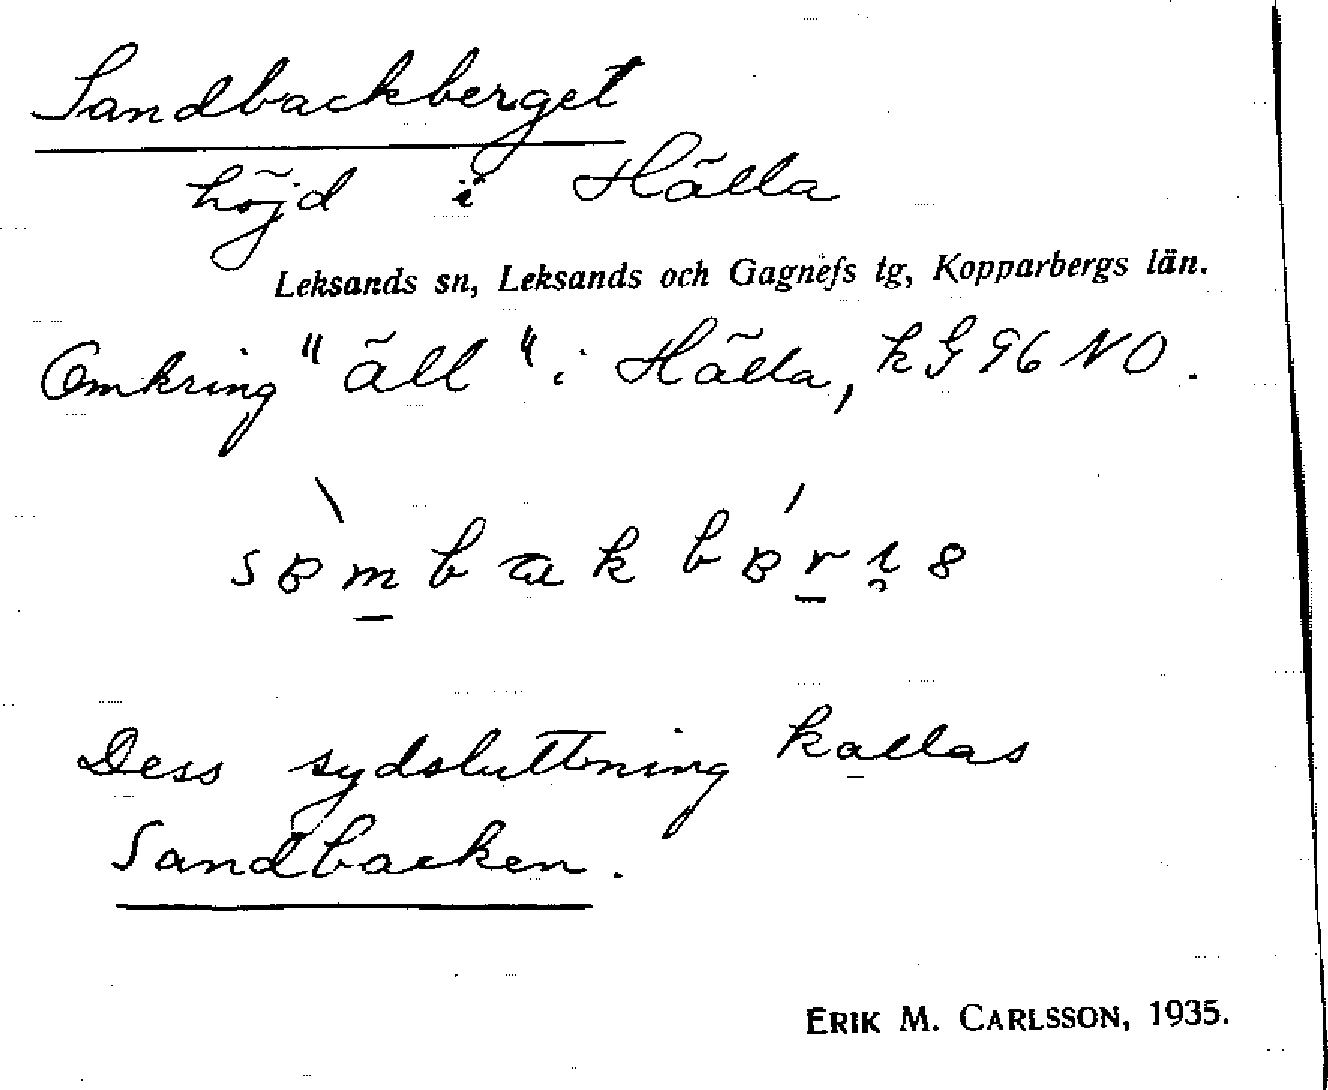 Sandbackberget
höjd i Hälla
Leksands sn, Leksands och Gagnefs tg, Kopparbergs län.
Omkring "äll" i Hälla, kG 96 NO.
Dess sydsluttning kallas
Sandbacken.
ERIK M. CARLSSON, 1935.